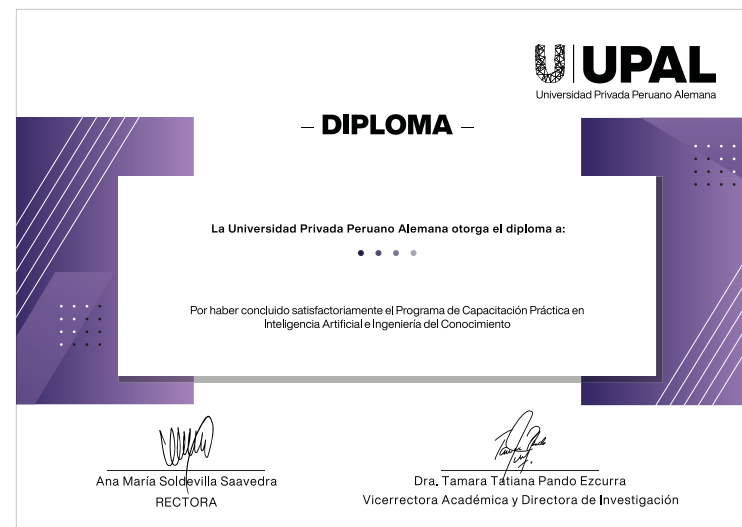 UPAL
Universidad Privada Peruano Alemana
– DIPLOMA –
La Universidad Privada Peruano Alemana otorga el diploma a:
Por haber concluido satisfactoriamente el Programa de Capacitación Práctica en
Inteligencia Artificial e Ingeniería del Conocimiento
Ana María Soldevilla Saavedra
RECTORA
Dra. Tamara Tatiana Pando Ezcurra
Vicerrectora Académica y Directora de Investigación